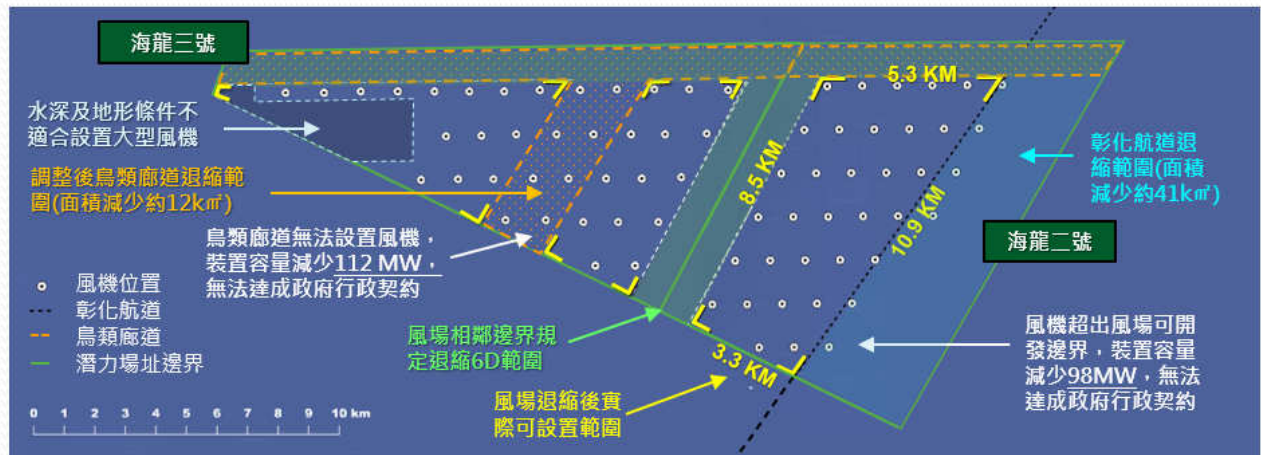 海龍三號
水深及地形條件不
適合設置大型風機
調整後鳥類廊道退縮範
圍(面積減少約12k㎡)
鳥類廊道無法設置風機，
裝置容量減少112 MW，
無法達成政府行政契約
風機位置
彰化航道
鳥類廊道
潛力場址邊界
0 1 2 3 4 5 6 7 8 9 10 km
風場相鄰邊界規
定退縮6D範圍
風場退縮後實
際可設置範圍
5.3 KM
8.5 KM
10.9 KM
3.3 KM
彰化航道退
縮範圍(面積
減少約41k㎡)
海龍二號
風機超出風場可開
發邊界，裝置容量
減少98MW，無法
達成政府行政契約